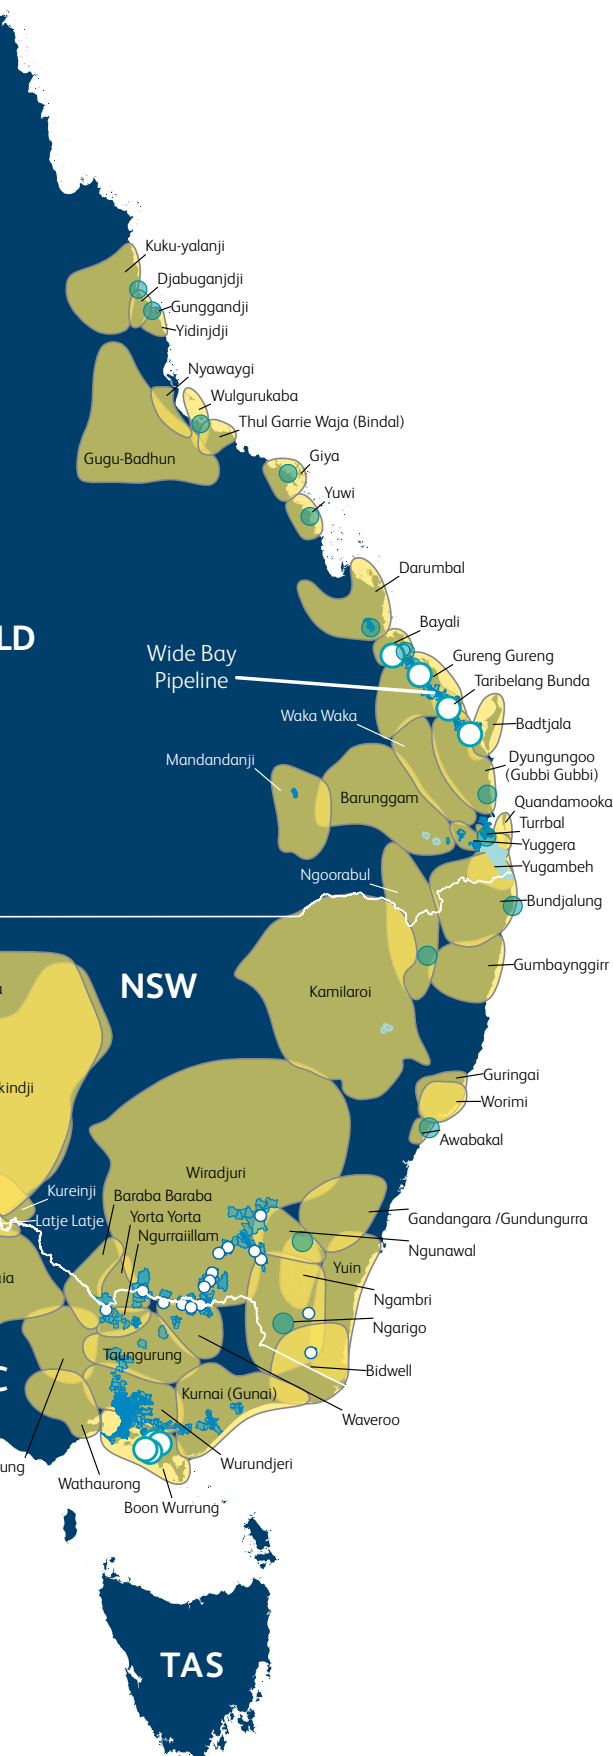 Kuku-yalanji
Djabuganjdji
Gunggandji
Yidinjdji
Nyawaygi
Wulgurukaba
Thul Garrie Waja (Bindal)
Gugu-Badhun
Giya
Yuwi
Darumbal
Bayali
LD
Wide Bay
Pipeline
Gureng Gureng
Taribelang Bunda
Waka Waka
Badtjala
Mandandanji
Dyungungoo
(Gubbi Gubbi)
Barunggam
Quandamooka
Turrbal
Yuggera
Yugambeh
Ngoorabul
Bundjalung
Gumbaynggirr
NSW
Kamilaroi
Guringai
kindji
Worimi
Awabakal
Wiradjuri
Kureinji
Baraba Baraba
Latje Latje
Yorta Yorta
Gandangara /Gundungurra
Ngurraiillam
Ngunawal
Yuin
ia
Ngambri
Ngarigo
Taungurung
Bidwell
Kurnai (Gunai)
Waveroo
ung
Wurundjeri
Wathaurong
Boon Wurrung
TAS